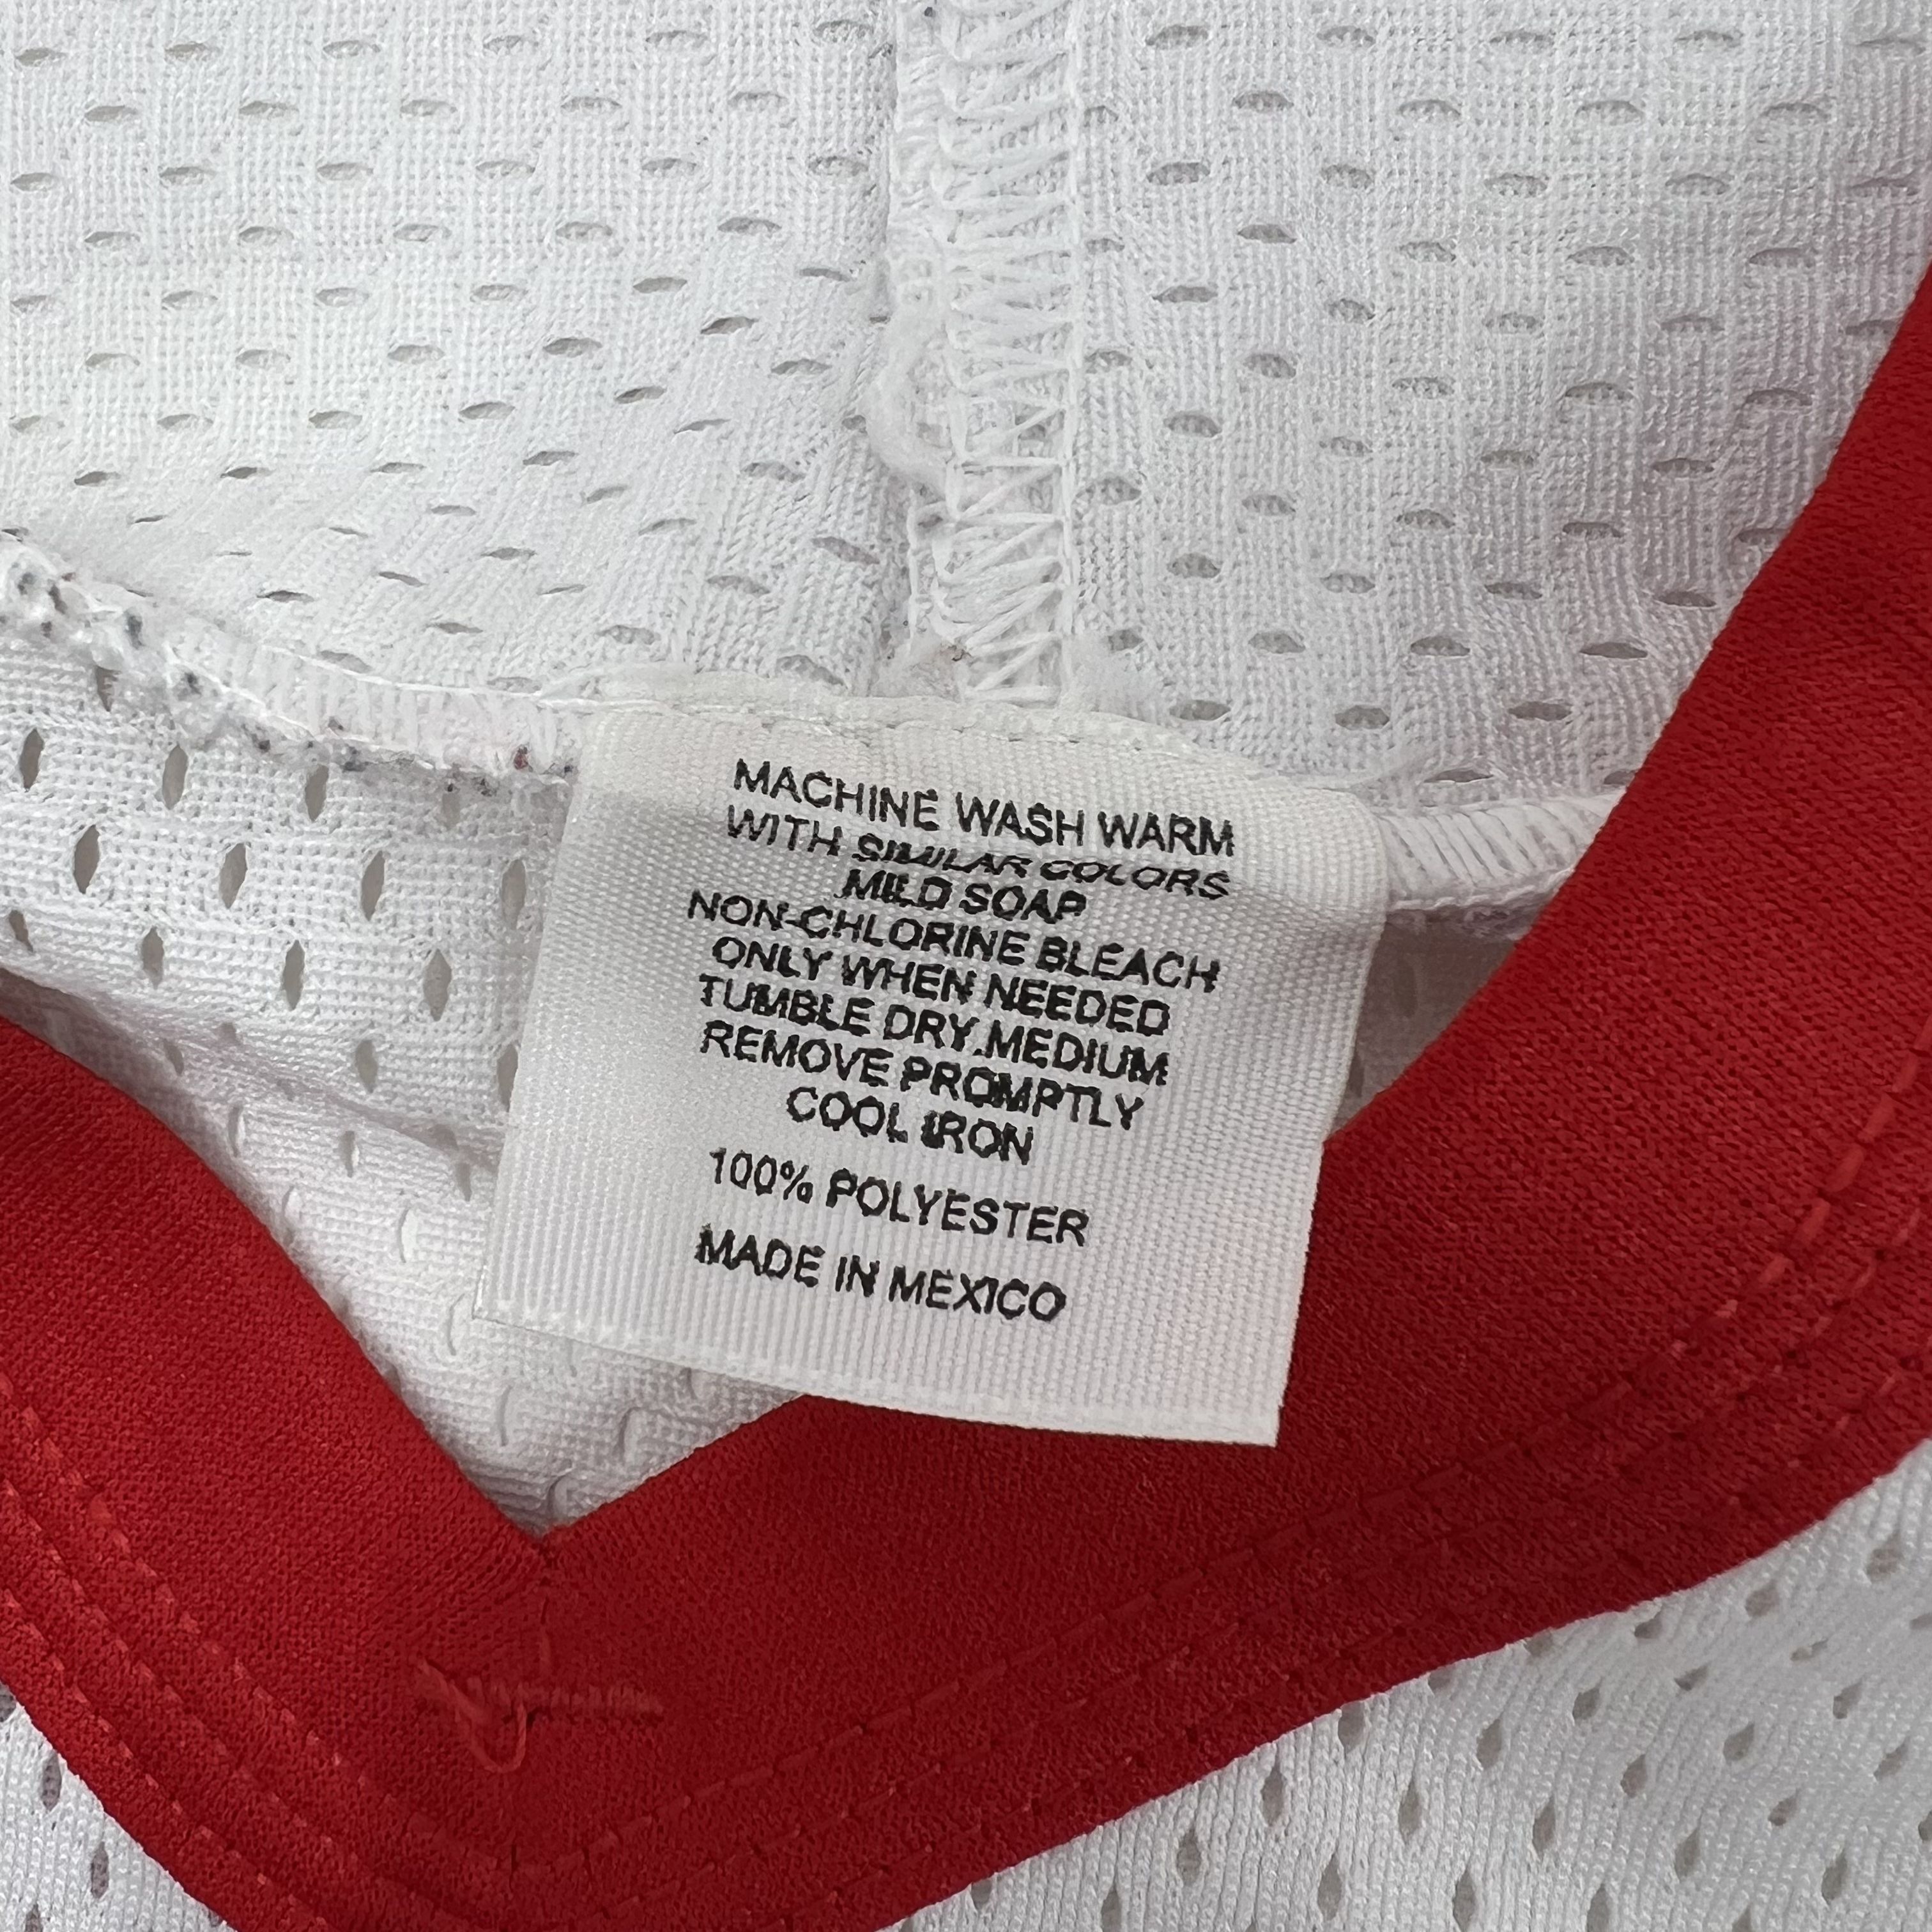 MACHINE WASH WARM
WITH SIMILAR COLORS
MILD SOAP
NON-CHLORINE BLEACH
ONLY WHEN NEEDED
TUMBLE DRY.MEDIUM
REMOVE PROMPTLY
COOL IRON
100% POLYESTER
MADE IN MEXICO